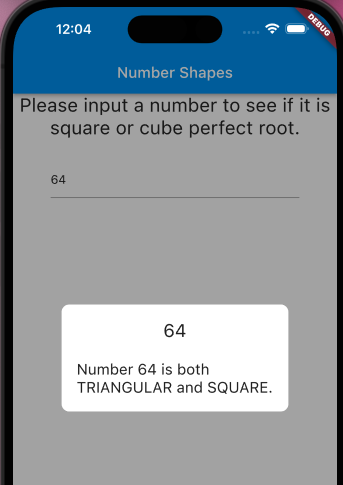 12:04
DEBUG
Number Shapes
Please input a number to see if it is
square or cube perfect root.
64
64
Number 64 is both
TRIANGULAR and SQUARE.